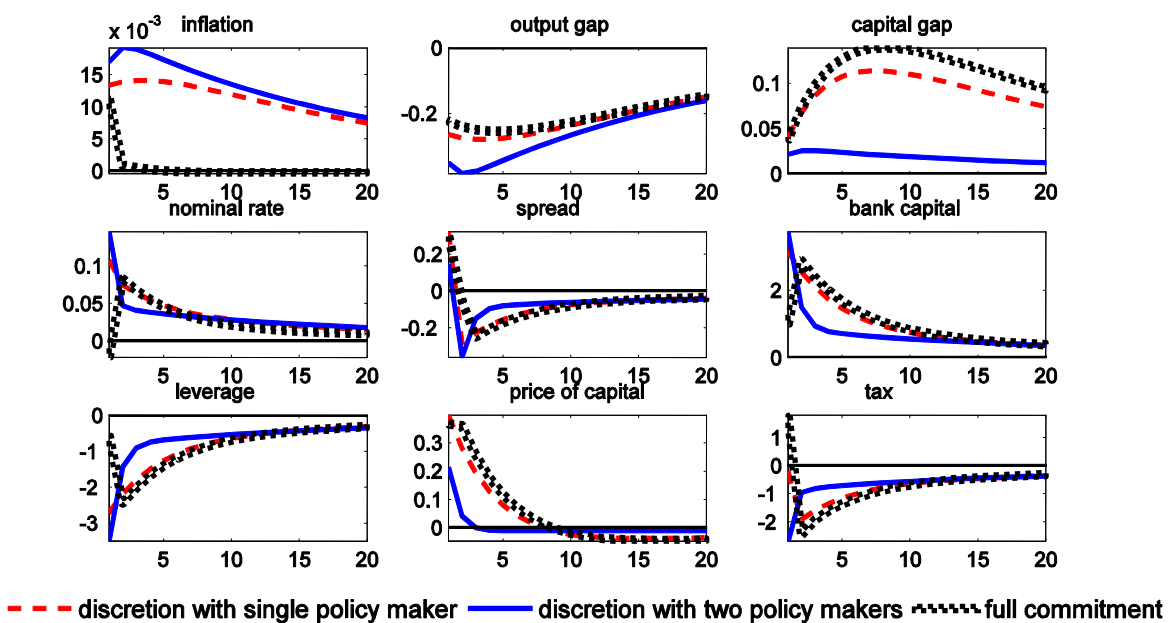 x 10^-3 inflation output gap capital gap
15
10
5
0
5 10 15 20
0
-0.2
5 10 15 20
0.1
0.05
0
5 10 15 20
nominal rate spread bank capital
0.1
0.05
0
5 10 15 20
0.2
0
-0.2
5 10 15 20
2
0
5 10 15 20
leverage price of capital tax
0
-1
-2
-3
5 10 15 20
0.3
0.2
0.1
0
5 10 15 20
1
0
-1
-2
5 10 15 20
discretion with single policy maker discretion with two policy makers full commitment